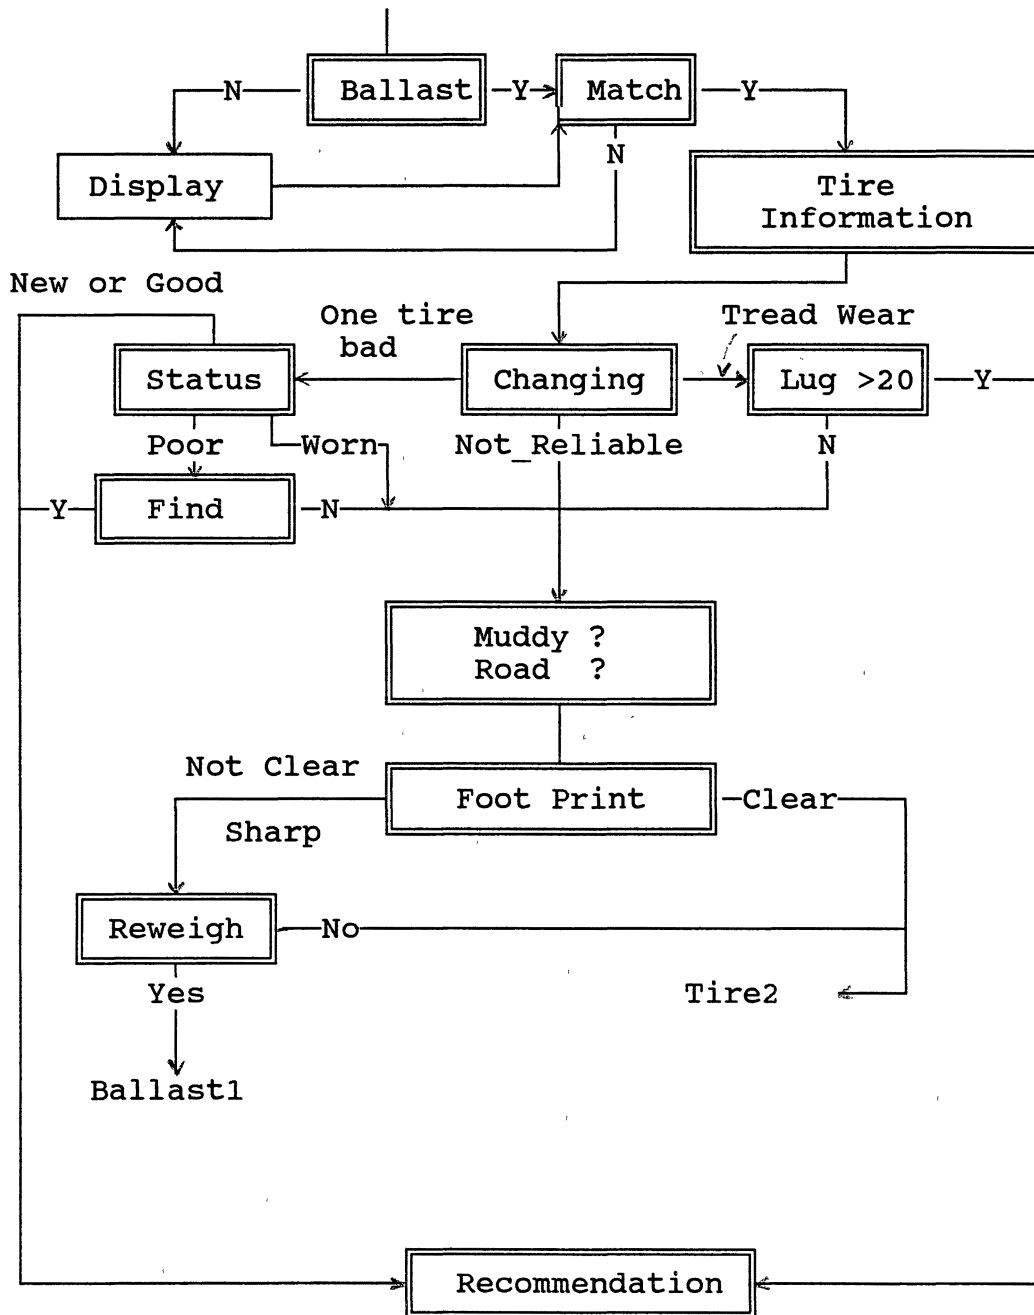 N
Ballast
Y
Match
Y
N
Display
Tire
Information
New or Good
One tire
bad
Tread Wear
Status
Changing
Lug >20
Y
Poor
Worn
Not_Reliable
N
Y
Find
N
Muddy ?
Road ?
Not Clear
Foot Print
Clear
Sharp
Reweigh
No
Yes
Tire2
Ballast1
Recommendation